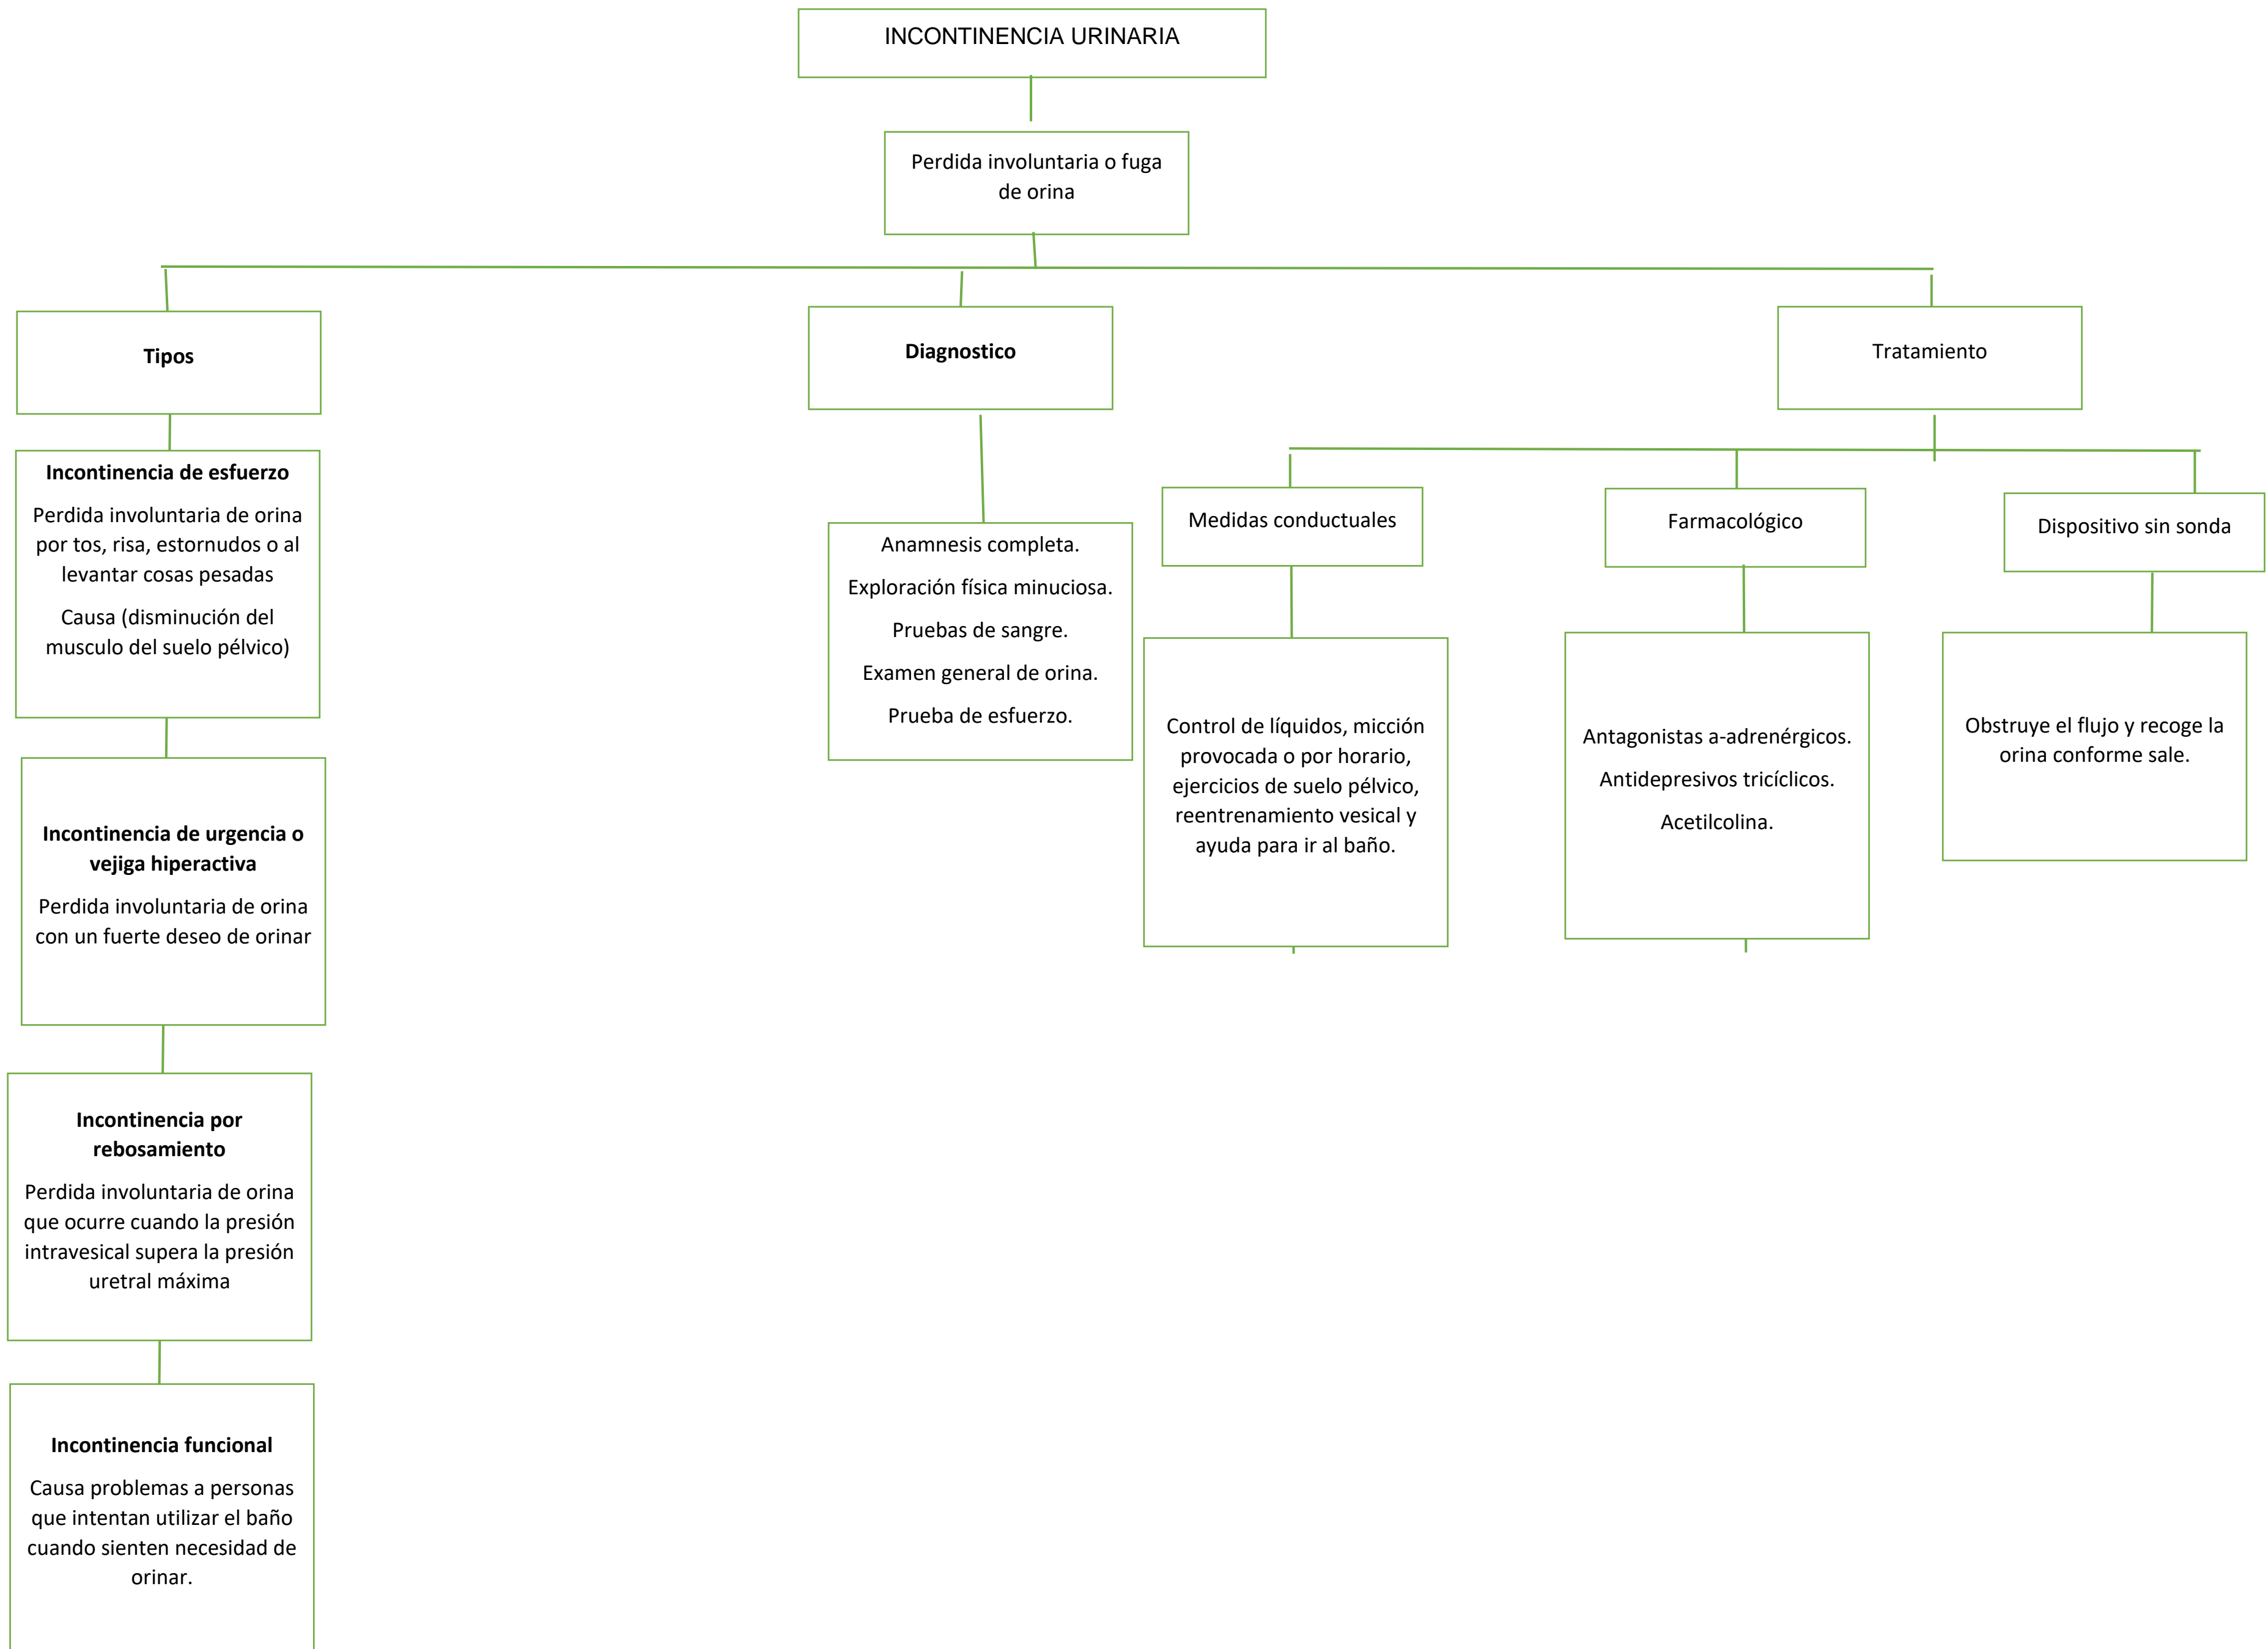 INCONTINENCIA URINARIA
Perdida involuntaria o fuga
de orina
Tipos
Diagnostico
Tratamiento
Incontinencia de esfuerzo
Perdida involuntaria de orina
por tos, risa, estornudos o al
levantar cosas pesadas
Causa (disminución del
musculo del suelo pélvico)
Incontinencia de urgencia o
vejiga hiperactiva
Perdida involuntaria de orina
con un fuerte deseo de orinar
Incontinencia por
rebosamiento
Perdida involuntaria de orina
que ocurre cuando la presión
intravesical supera la presión
uretral máxima
Incontinencia funcional
Causa problemas a personas
que intentan utilizar el baño
cuando sienten necesidad de
orinar.
Anamnesis completa.
Exploración física minuciosa.
Pruebas de sangre.
Examen general de orina.
Prueba de esfuerzo.
Medidas conductuales
Control de líquidos, micción
provocada o por horario,
ejercicios de suelo pélvico,
reentrenamiento vesical y
ayuda para ir al baño.
Farmacológico
Antagonistas a-adrenérgicos.
Antidepresivos tricíclicos.
Acetilcolina.
Dispositivo sin sonda
Obstruye el flujo y recoge la
orina conforme sale.